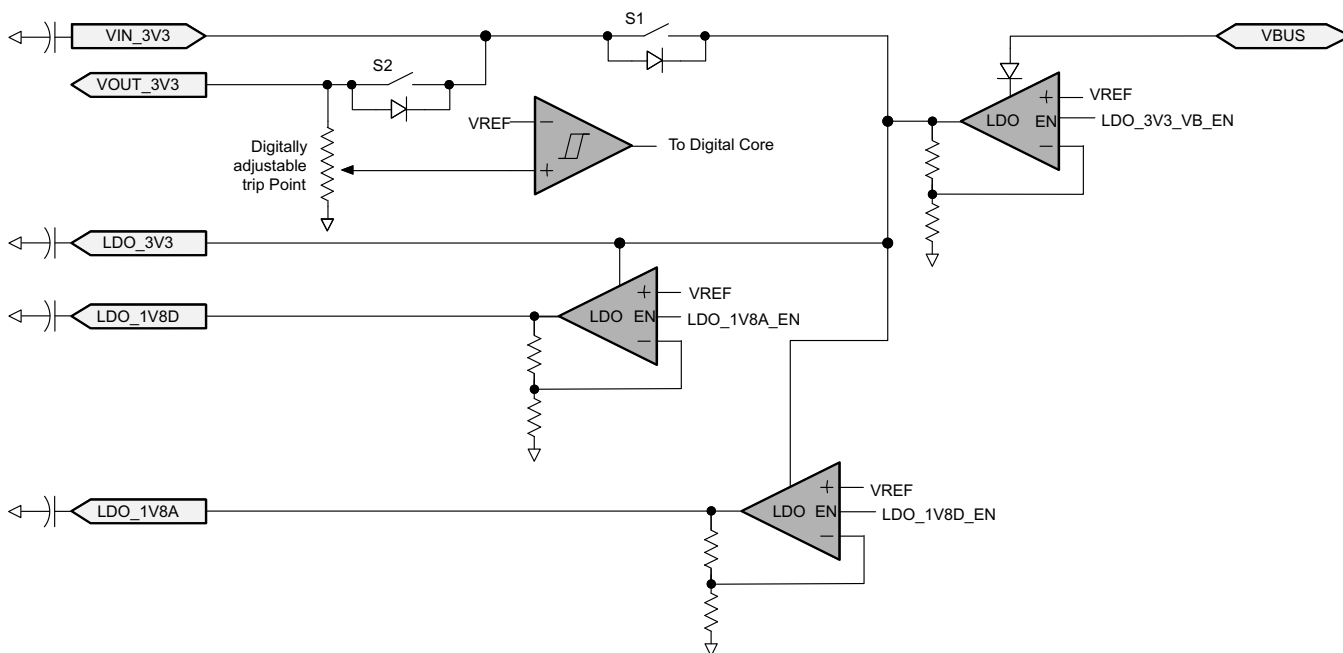 VIN_3V3
S1
VBUS
VOUT_3V3
S2
VREF
To Digital Core
Digitally
adjustable
trip Point
LDO EN
VREF
LDO_3V3_VB_EN
LDO_3V3
LDO_1V8D
LDO EN
VREF
LDO_1V8A_EN
LDO_1V8A
LDO EN
VREF
LDO_1V8D_EN